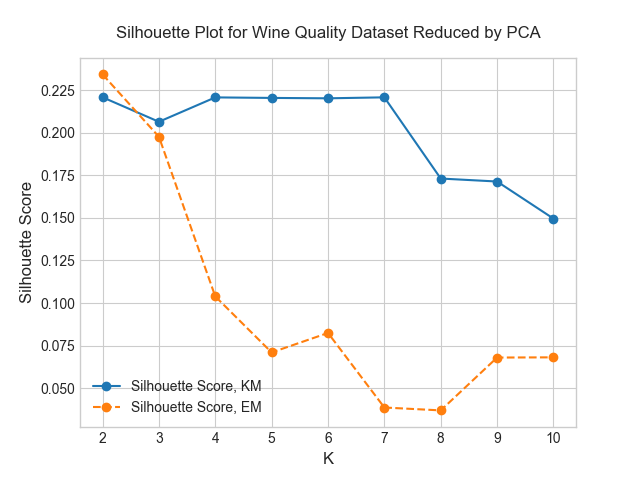 Silhouette Plot for Wine Quality Dataset Reduced by PCA
Silhouette Score
0.225
0.200
0.175
0.150
0.125
0.100
0.075
0.050
Silhouette Score, KM
Silhouette Score, EM
2 3 4 5 6 7 8 9 10
K